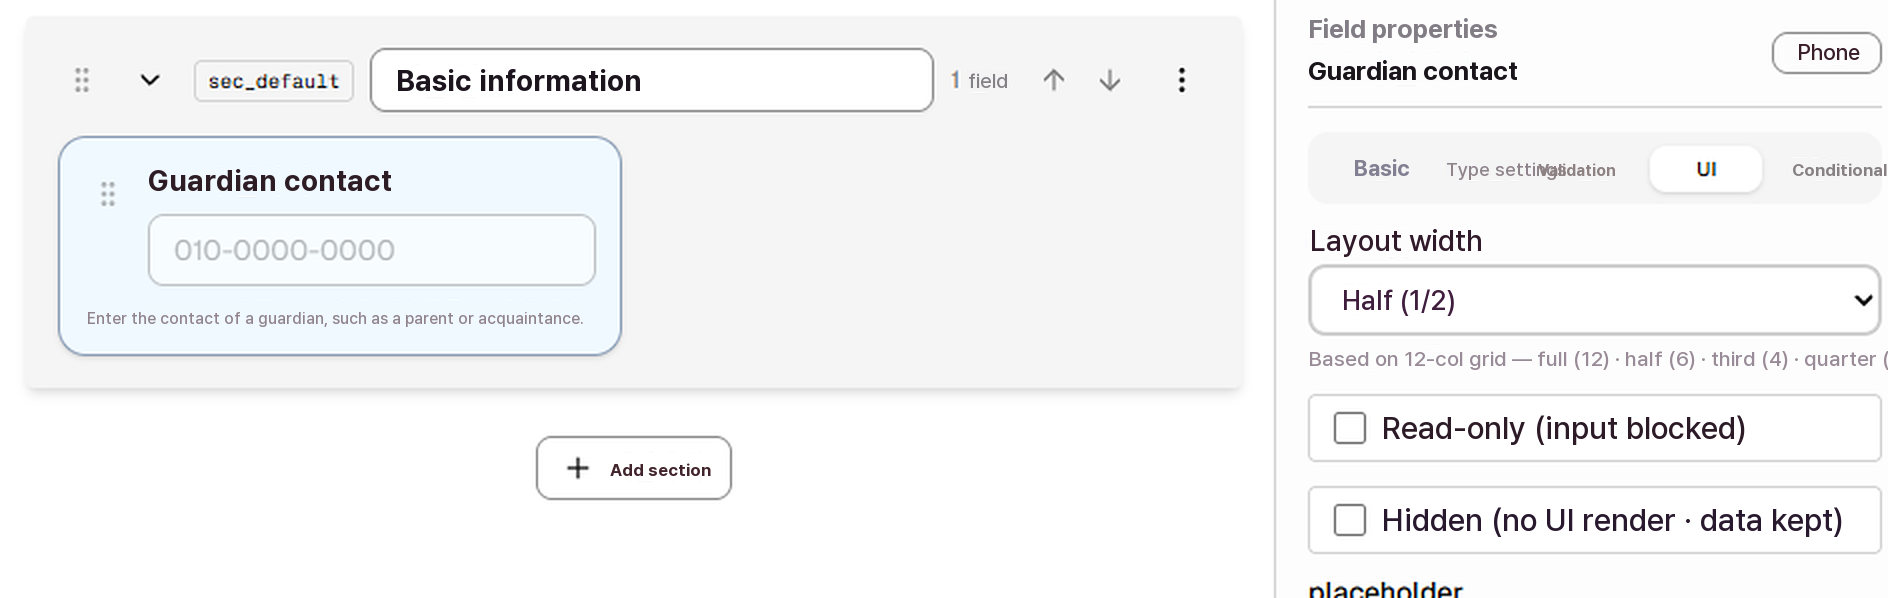 sec_default
Basic information
1 field
Guardian contact
010-0000-0000
Enter the contact of a guardian, such as a parent or acquaintance.
Add section
Field properties
Guardian contact
Phone
Basic
Type settings
Validation
UI
Conditional
Layout width
Half (1/2)
Based on 12-col grid — full (12) · half (6) · third (4) · quarter (
Read-only (input blocked)
Hidden (no UI render · data kept)
placeholder